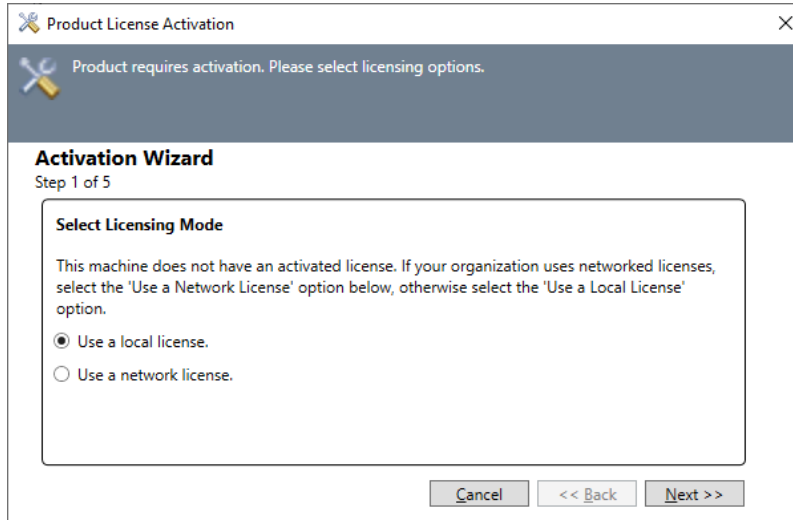 Product License Activation
Product requires activation. Please select licensing options.
Activation Wizard
Step 1 of 5
Select Licensing Mode
This machine does not have an activated license. If your organization uses networked licenses,
select the 'Use a Network License' option below, otherwise select the 'Use a Local License'
option.
Use a local license.
Use a network license.
Cancel
<< Back
Next >>